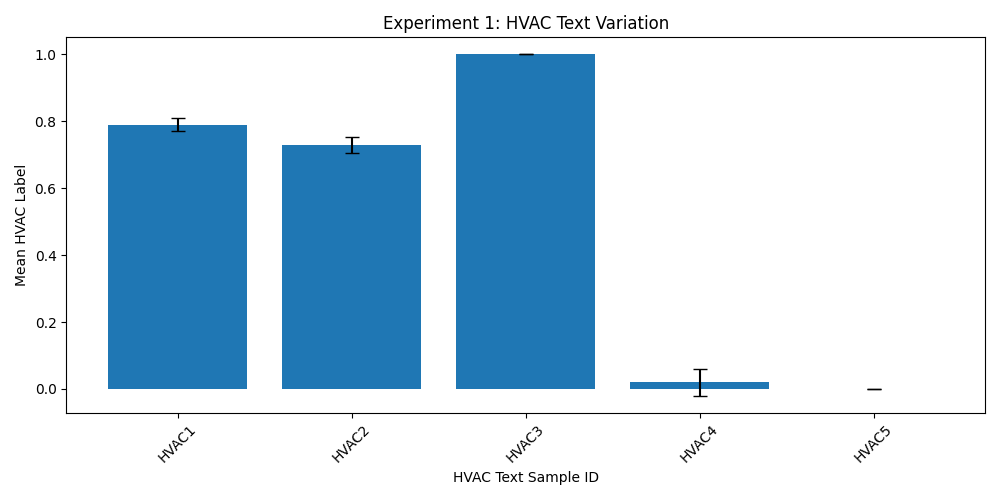 Experiment 1: HVAC Text Variation
Mean HVAC Label
1.0
0.8
0.6
0.4
0.2
0.0
HVAC1
HVAC2
HVAC3
HVAC4
HVAC5
HVAC Text Sample ID